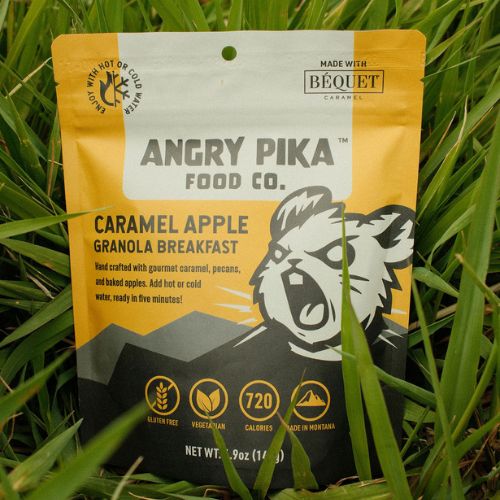 ENJOY WITH HOT OR COLD WATER
MADE WITH
BÉQUET
CARAMEL
ANGRY PIKA™
FOOD CO.
CARAMEL APPLE
GRANOLA BREAKFAST
Hand crafted with gourmet caramel, pecans,
and baked apples. Add hot or cold
water, ready in five minutes!
GLUTEN FREE
VEGETARIAN
720
CALORIES
MADE IN MONTANA
NET WT.